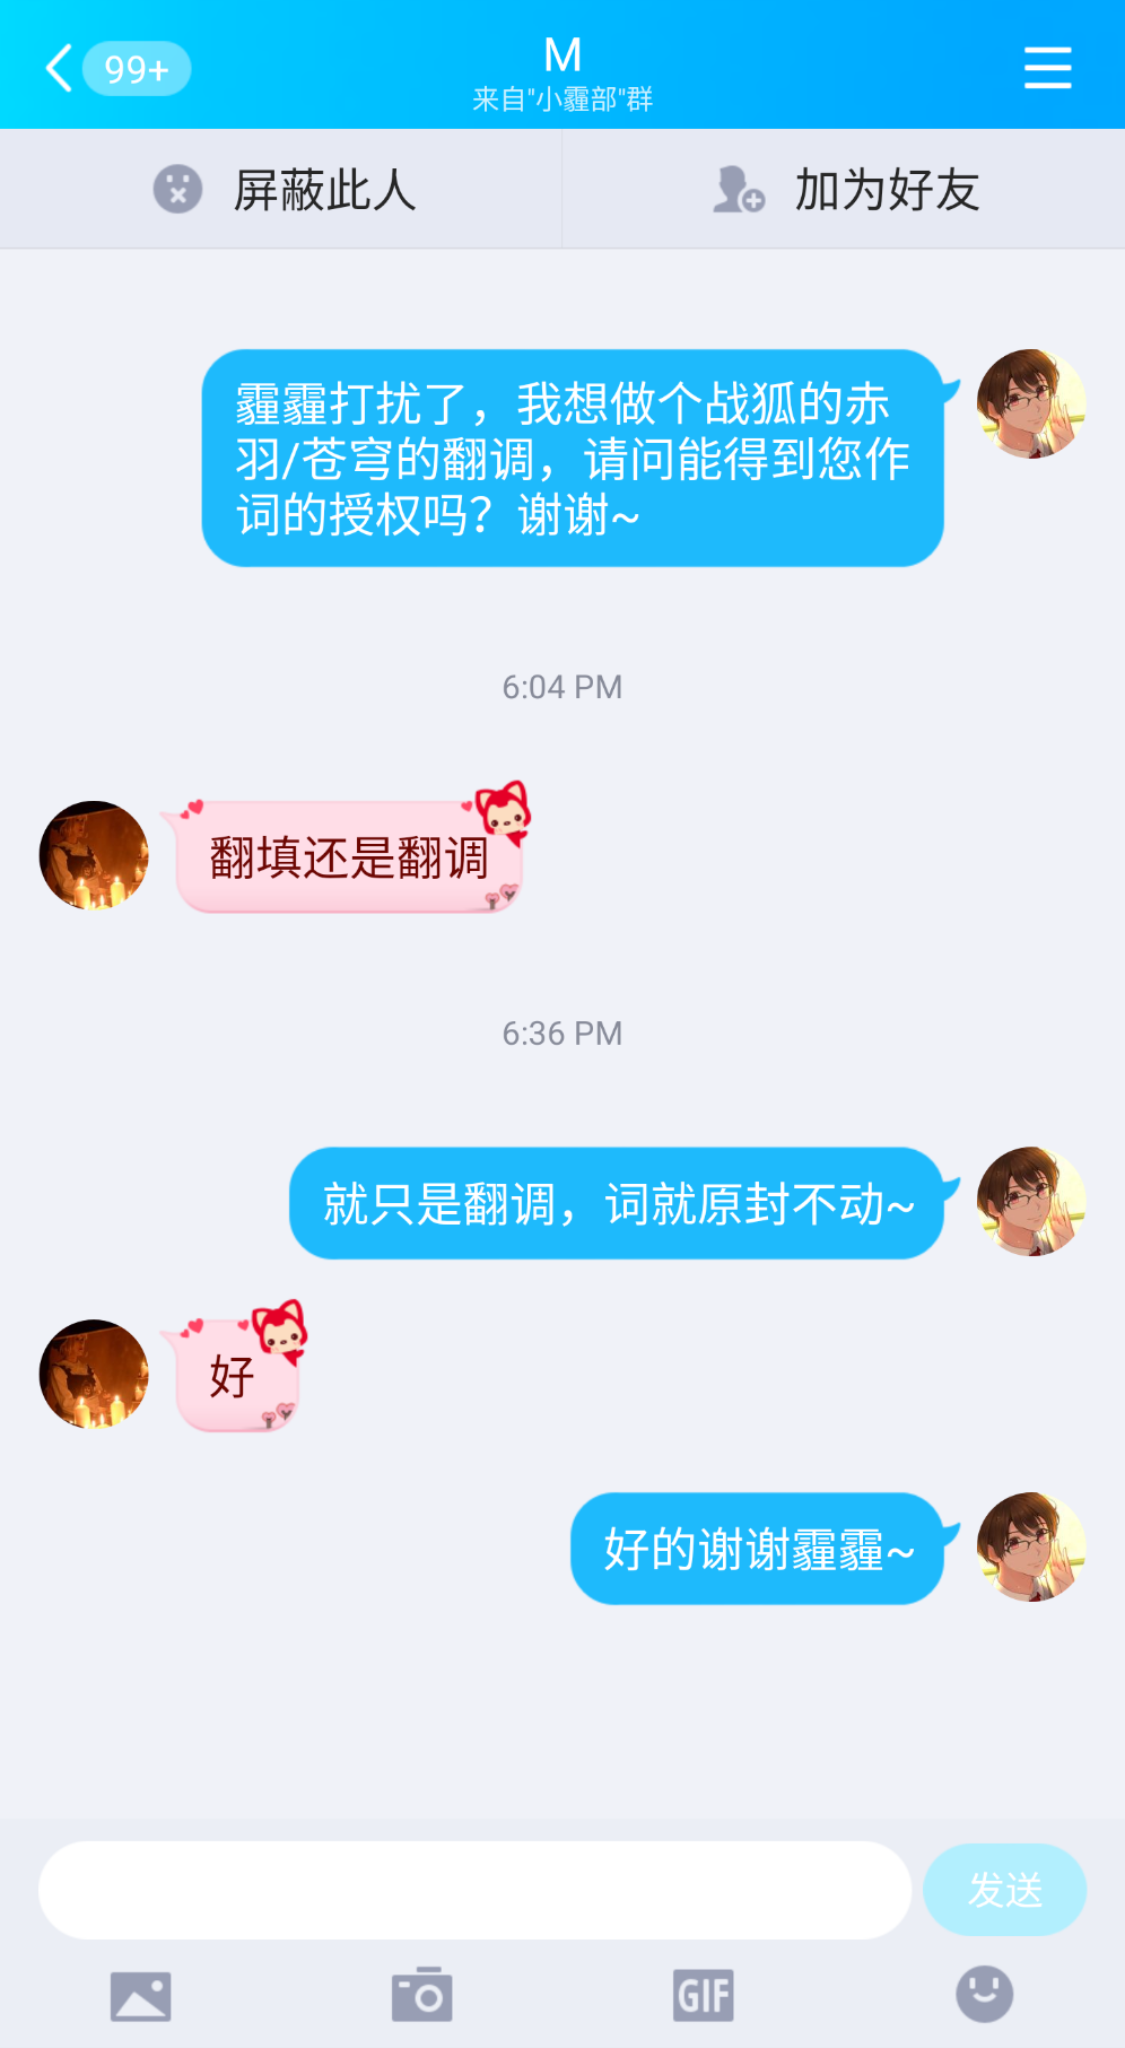 99+
M
来自"小霾部"群
屏蔽此人
加为好友
霾霾打扰了，我想做个战狐的赤
羽/苍穹的翻调，请问能得到您作
词的授权吗？谢谢~
6:04 PM
翻填还是翻调
6:36 PM
就只是翻调，词就原封不动~
好
好的谢谢霾霾~
发送
GIF